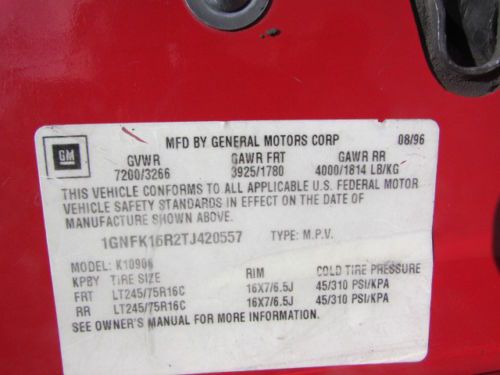 GM
MFD BY GENERAL MOTORS CORP 08/96
GVWR GAWR FRT GAWR RR
7200/3266 3925/1780 4000/1814 LB/KG
THIS VEHICLE CONFORMS TO ALL APPLICABLE U.S. FEDERAL MOTOR
VEHICLE SAFETY STANDARDS IN EFFECT ON THE DATE OF
MANUFACTURE SHOWN ABOVE.
1GNFK16R2TJ420557 TYPE: M.P.V.
MODEL: K10906
KPBY TIRE SIZE RIM COLD TIRE PRESSURE
FRT LT245/75R16C 16X7/6.5J 45/310 PSI/KPA
RR LT245/75R16C 16X7/6.5J 45/310 PSI/KPA
SEE OWNER'S MANUAL FOR MORE INFORMATION.